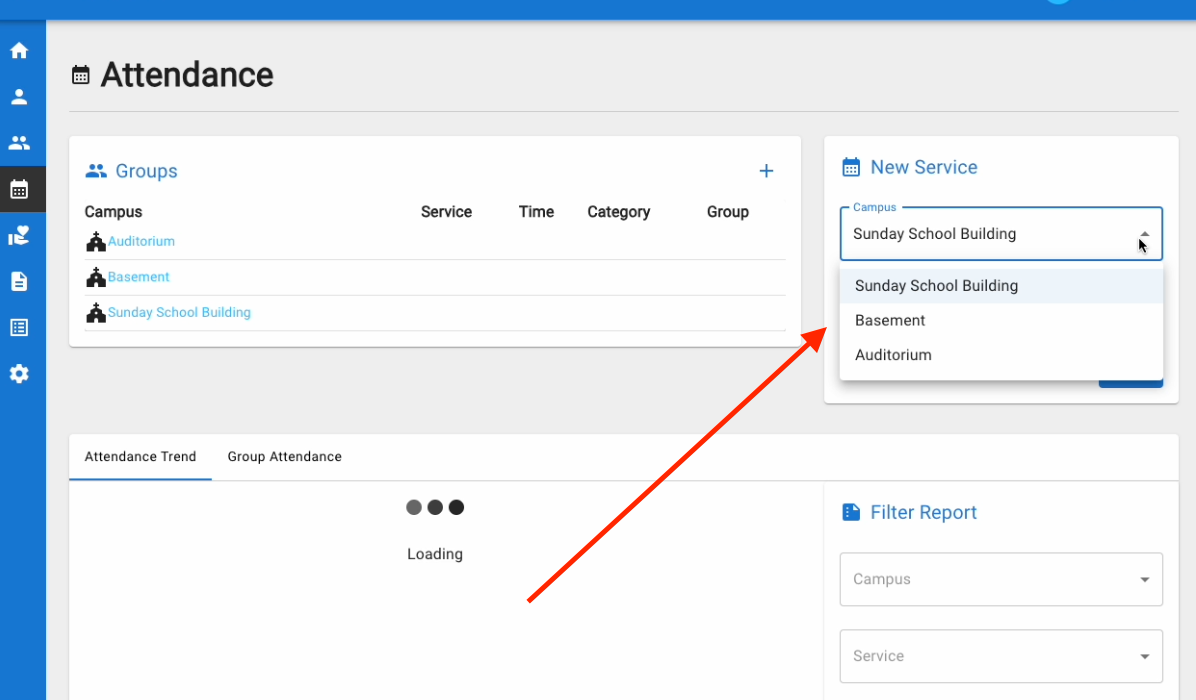 Attendance
Groups
Campus Service Time Category Group
Auditorium
Basement
Sunday School Building
New Service
Campus
Sunday School Building
Sunday School Building
Basement
Auditorium
Attendance Trend Group Attendance
Loading
Filter Report
Campus
Service